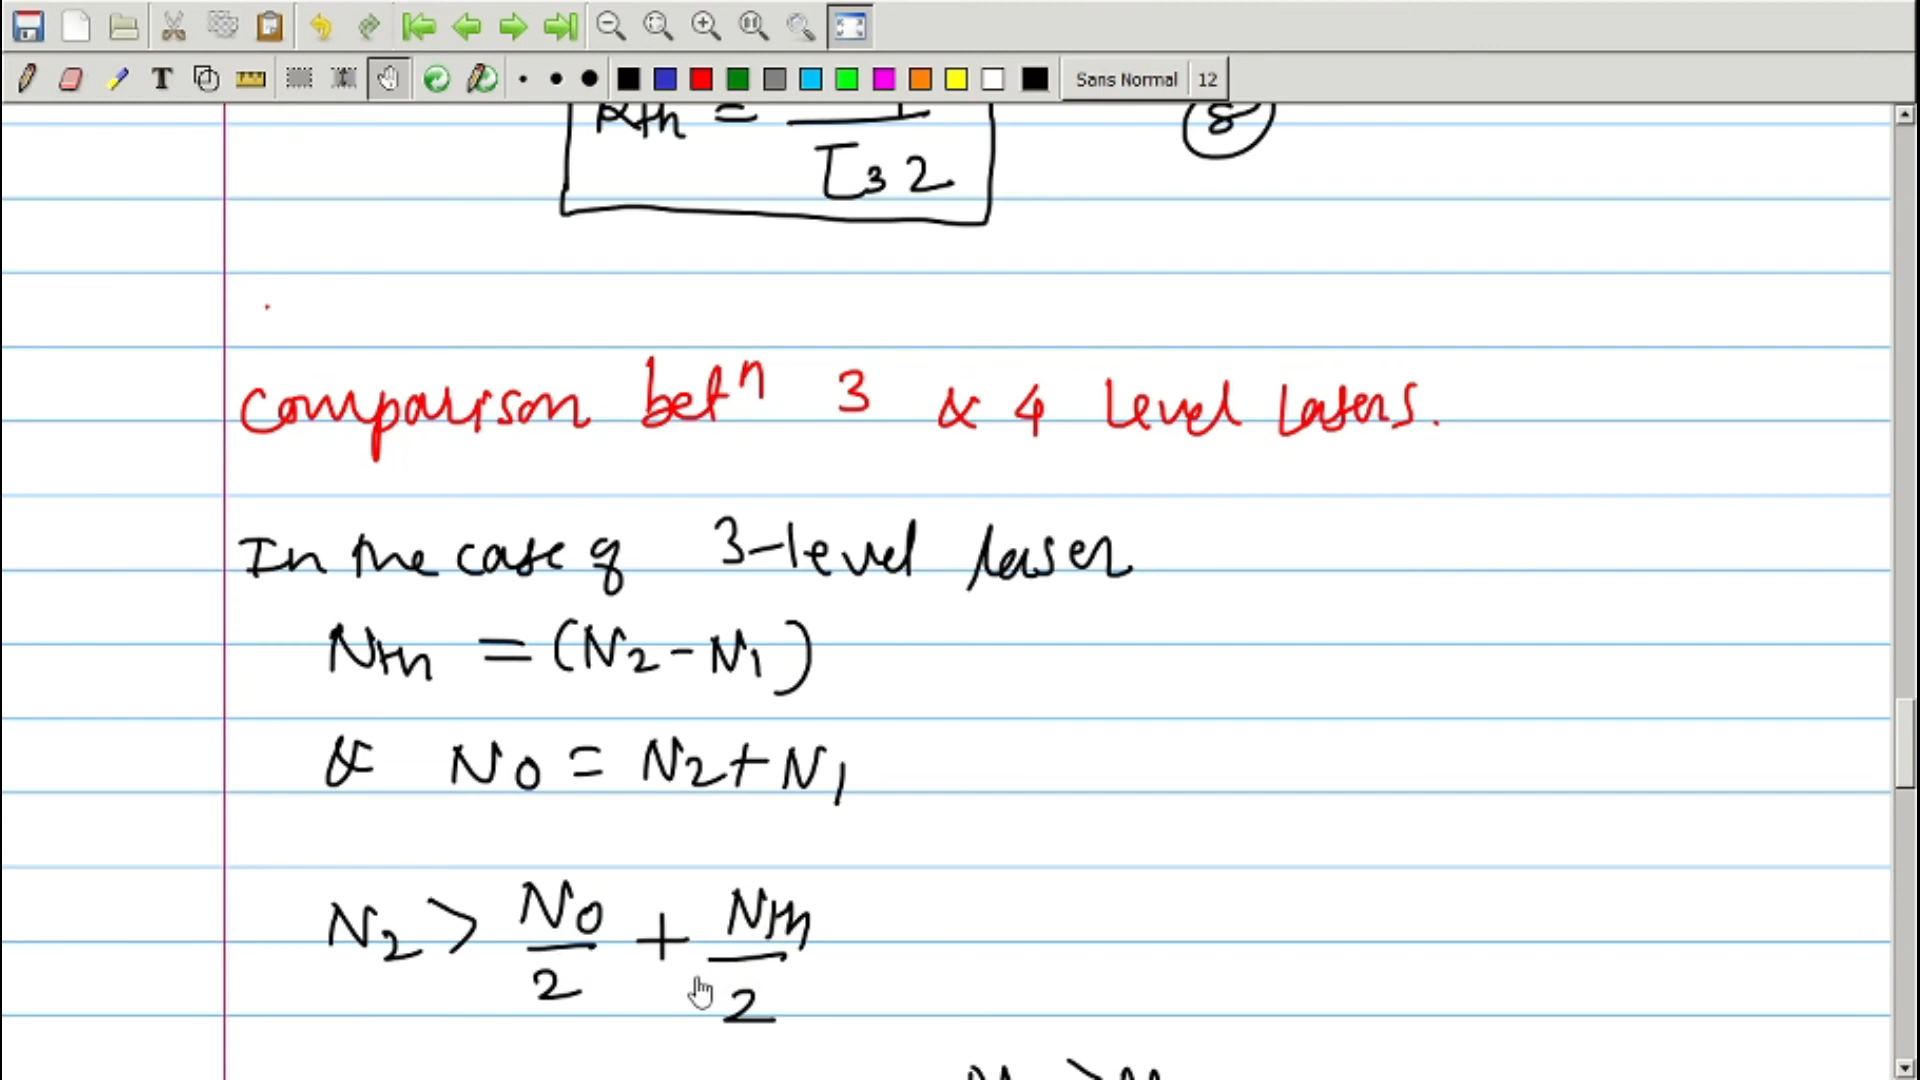 Sans Normal 12
Rth = 1 / τ32
8
Comparison betn 3 & 4 level lasers.
In the case of 3-level laser
Nth = (N2-N1)
& N0 = N2+N1
N2 > N0/2 + Nth/2